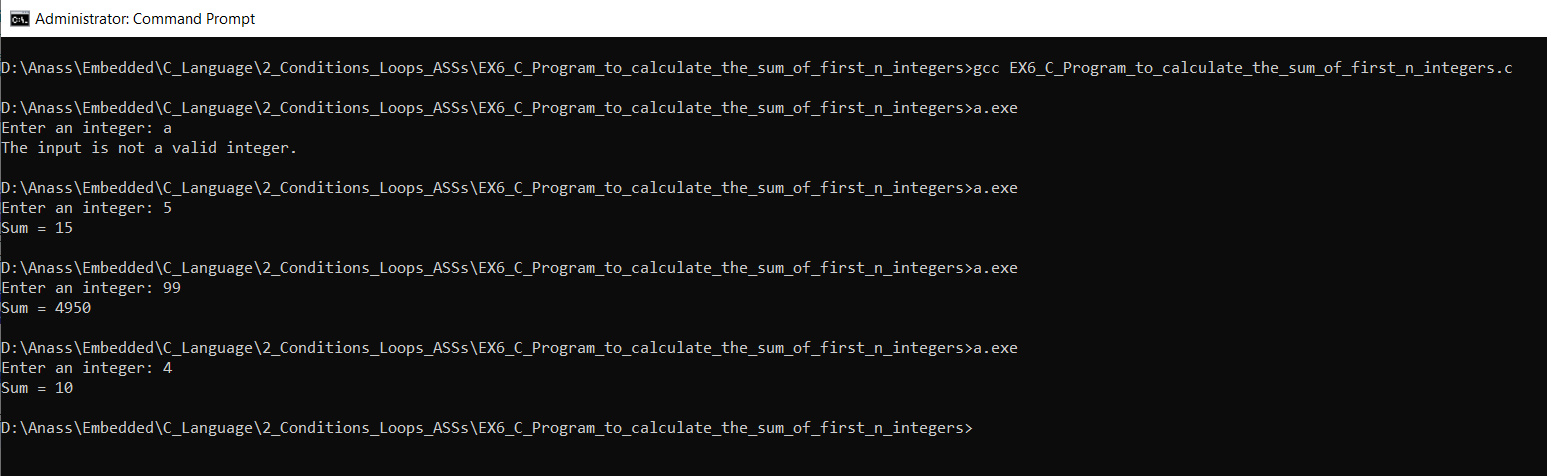 Administrator: Command Prompt
D:\Anass\Embedded\C_Language\2_Conditions_Loops_ASSs\EX6_C_Program_to_calculate_the_sum_of_first_n_integers>gcc EX6_C_Program_to_calculate_the_sum_of_first_n_integers.c
D:\Anass\Embedded\C_Language\2_Conditions_Loops_ASSs\EX6_C_Program_to_calculate_the_sum_of_first_n_integers>a.exe
Enter an integer: a
The input is not a valid integer.
D:\Anass\Embedded\C_Language\2_Conditions_Loops_ASSs\EX6_C_Program_to_calculate_the_sum_of_first_n_integers>a.exe
Enter an integer: 5
Sum = 15
D:\Anass\Embedded\C_Language\2_Conditions_Loops_ASSs\EX6_C_Program_to_calculate_the_sum_of_first_n_integers>a.exe
Enter an integer: 99
Sum = 4950
D:\Anass\Embedded\C_Language\2_Conditions_Loops_ASSs\EX6_C_Program_to_calculate_the_sum_of_first_n_integers>a.exe
Enter an integer: 4
Sum = 10
D:\Anass\Embedded\C_Language\2_Conditions_Loops_ASSs\EX6_C_Program_to_calculate_the_sum_of_first_n_integers>